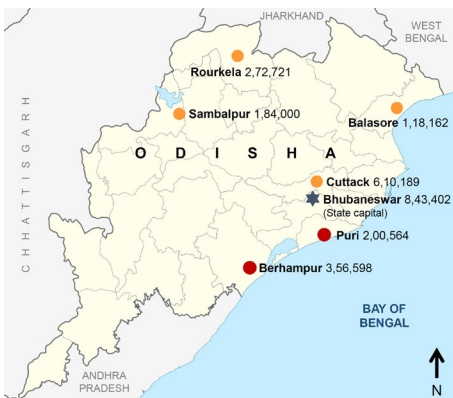 JHARKHAND
WEST
BENGAL
Rourkela 2,72,721
Sambalpur 1,84,000
Balasore 1,18,162
CHHATTISGARH
ODISHA
Cuttack 6,10,189
Bhubaneswar 8,43,402
(State capital)
Puri 2,00,564
Berhampur 3,56,598
BAY OF
BENGAL
ANDHRA
PRADESH
N